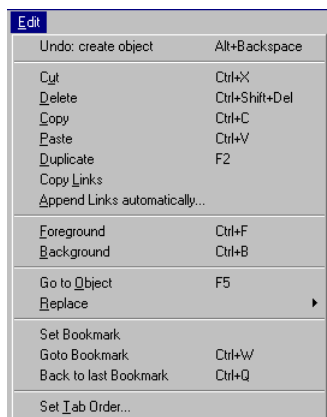 Edit
Undo: create object Alt+Backspace
Cut Ctrl+X
Delete Ctrl+Shift+Del
Copy Ctrl+C
Paste Ctrl+V
Duplicate F2
Copy Links
Append Links automatically...
Foreground Ctrl+F
Background Ctrl+B
Go to Object F5
Replace
Set Bookmark
Goto Bookmark Ctrl+W
Back to last Bookmark Ctrl+Q
Set Tab Order...